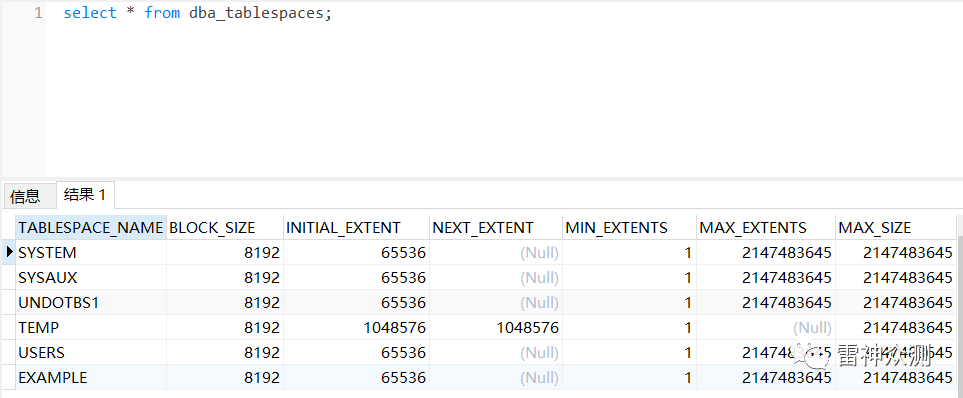 1 select * from dba_tablespaces;
信息 结果 1
TABLESPACE_NAME BLOCK_SIZE INITIAL_EXTENT NEXT_EXTENT MIN_EXTENTS MAX_EXTENTS MAX_SIZE
SYSTEM 8192 65536 (Null) 1 2147483645 2147483645
SYSAUX 8192 65536 (Null) 1 2147483645 2147483645
UNDOTBS1 8192 65536 (Null) 1 2147483645 2147483645
TEMP 8192 1048576 1048576 1 (Null) 2147483645
USERS 8192 65536 (Null) 1 2147483645 2147483645
雷神众测
EXAMPLE 8192 65536 (Null) 1 2147483645 2147483645